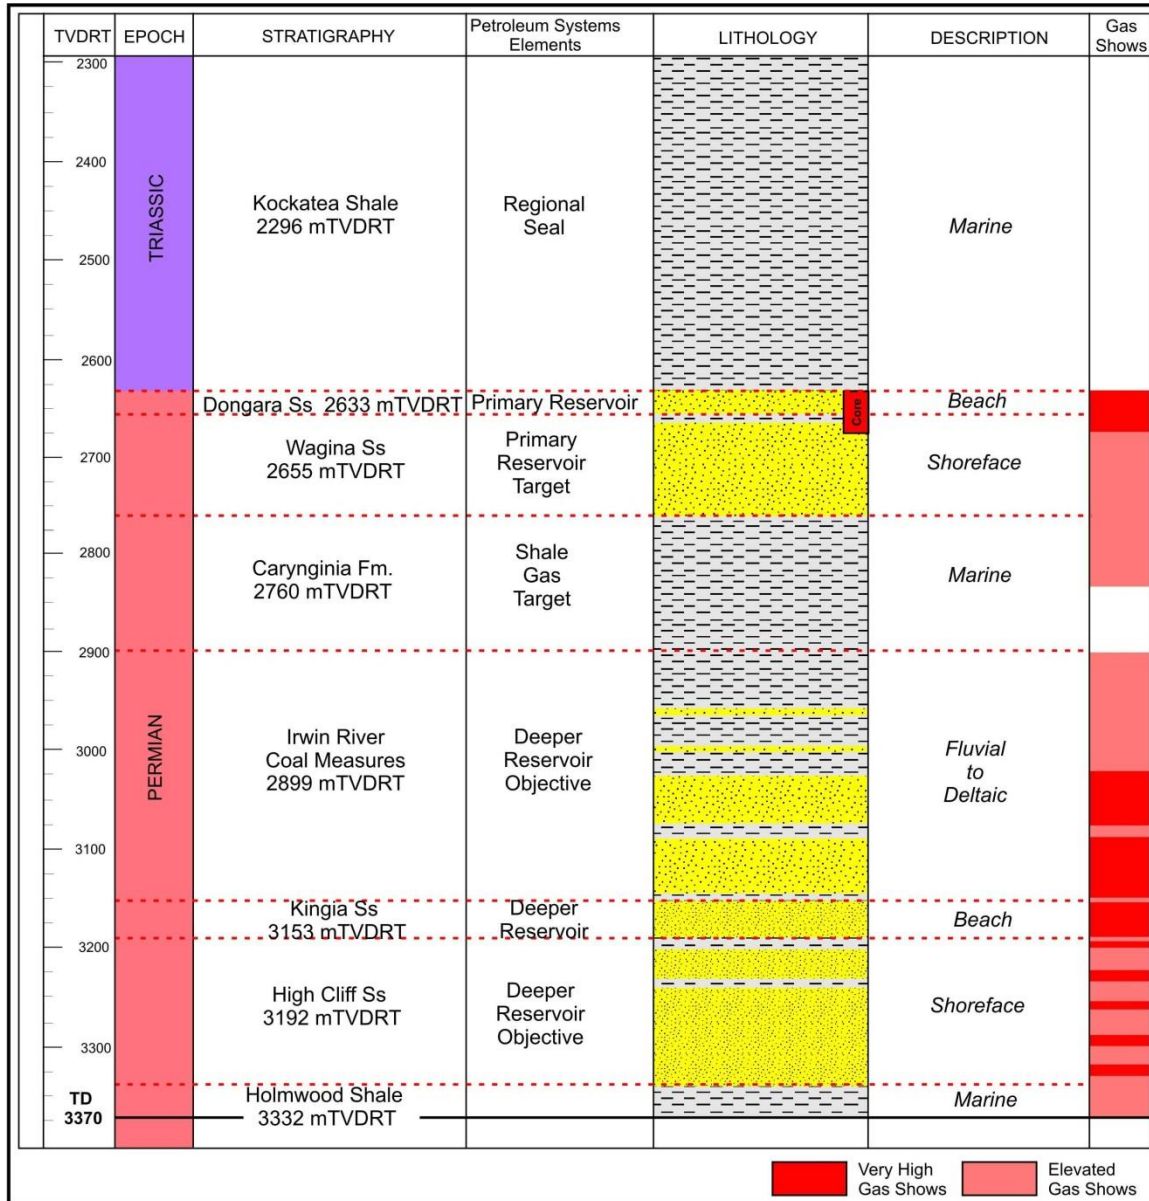 TVDRT EPOCH STRATIGRAPHY Petroleum Systems Elements LITHOLOGY DESCRIPTION Gas Shows
2300
2400
2500
2600
2700
2800
2900
3000
3100
3200
3300
TD
3370
TRIASSIC
PERMIAN
Kockatea Shale
2296 mTVDRT
Regional
Seal
Marine
Dongara Ss 2633 mTVDRT
Primary Reservoir
Core
Beach
Wagina Ss
2655 mTVDRT
Primary
Reservoir
Target
Shoreface
Carynginia Fm.
2760 mTVDRT
Shale
Gas
Target
Marine
Irwin River
Coal Measures
2899 mTVDRT
Deeper
Reservoir
Objective
Fluvial
to
Deltaic
Kingia Ss
3153 mTVDRT
Deeper
Reservoir
Beach
High Cliff Ss
3192 mTVDRT
Deeper
Reservoir
Objective
Shoreface
Holmwood Shale
3332 mTVDRT
Marine
Very High
Gas Shows
Elevated
Gas Shows